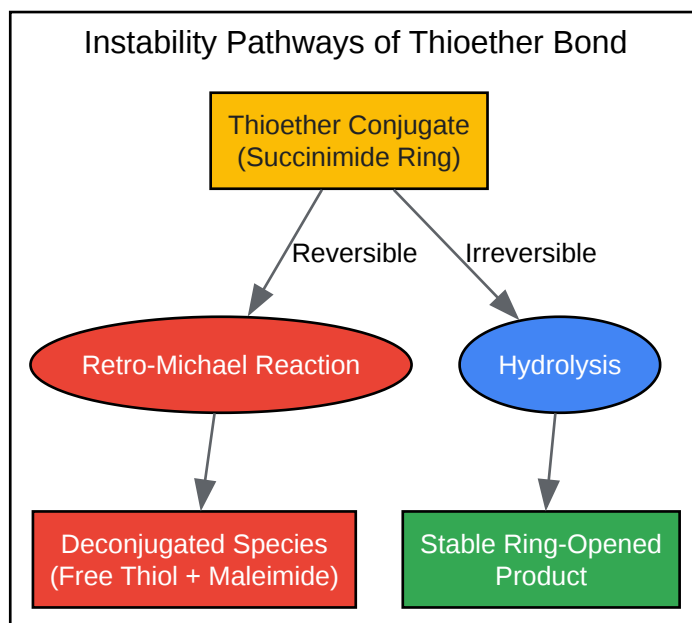 Instability Pathways of Thioether Bond
Thioether Conjugate
(Succinimide Ring)
Reversible
Irreversible
Retro-Michael Reaction
Hydrolysis
Deconjugated Species
(Free Thiol + Maleimide)
Stable Ring-Opened
Product